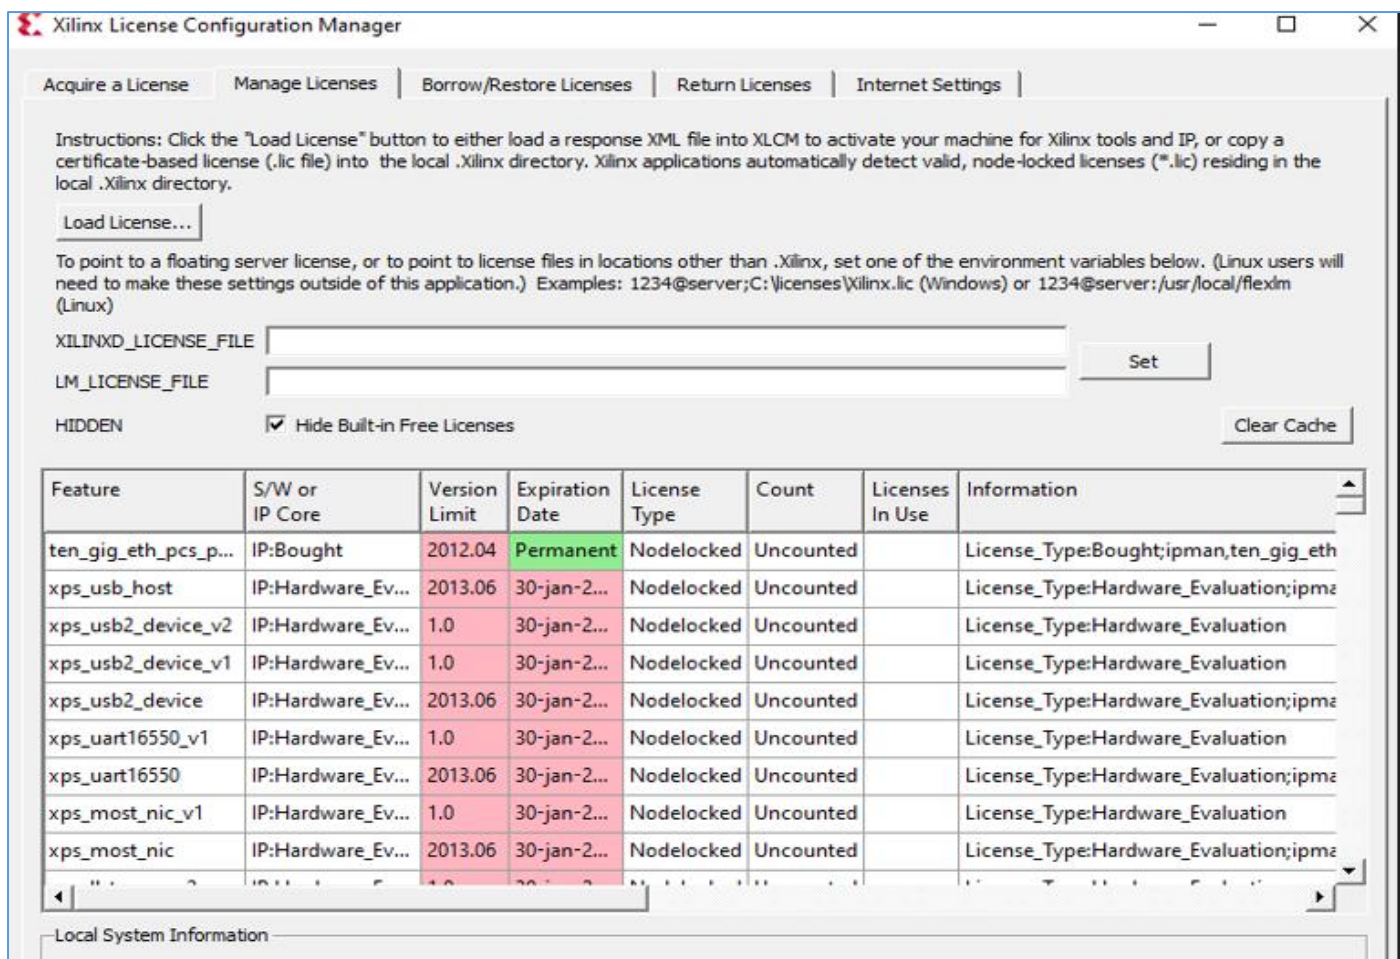 Xilinx License Configuration Manager
Acquire a License Manage Licenses Borrow/Restore Licenses Return Licenses Internet Settings
Instructions: Click the "Load License" button to either load a response XML file into XLCM to activate your machine for Xilinx tools and IP, or copy a
certificate-based license (.lic file) into the local .Xilinx directory. Xilinx applications automatically detect valid, node-locked licenses (*.lic) residing in the
local .Xilinx directory.
Load License...
To point to a floating server license, or to point to license files in locations other than .Xilinx, set one of the environment variables below. (Linux users will
need to make these settings outside of this application.) Examples: 1234@server;C:\licenses\Xilinx.lic (Windows) or 1234@server:/usr/local/flexlm
(Linux)
XILINXD_LICENSE_FILE
Set
LM_LICENSE_FILE
HIDDEN Hide Built-in Free Licenses Clear Cache
Feature S/W or IP Core Version Limit Expiration Date License Type Count Licenses In Use Information
ten_gig_eth_pcs_p... IP:Bought 2012.04 Permanent Nodelocked Uncounted License_Type:Bought;ipman,ten_gig_eth
xps_usb_host IP:Hardware_Ev... 2013.06 30-jan-2... Nodelocked Uncounted License_Type:Hardware_Evaluation;ipma
xps_usb2_device_v2 IP:Hardware_Ev... 1.0 30-jan-2... Nodelocked Uncounted License_Type:Hardware_Evaluation
xps_usb2_device_v1 IP:Hardware_Ev... 1.0 30-jan-2... Nodelocked Uncounted License_Type:Hardware_Evaluation
xps_usb2_device IP:Hardware_Ev... 2013.06 30-jan-2... Nodelocked Uncounted License_Type:Hardware_Evaluation;ipma
xps_uart16550_v1 IP:Hardware_Ev... 1.0 30-jan-2... Nodelocked Uncounted License_Type:Hardware_Evaluation
xps_uart16550 IP:Hardware_Ev... 2013.06 30-jan-2... Nodelocked Uncounted License_Type:Hardware_Evaluation;ipma
xps_most_nic_v1 IP:Hardware_Ev... 1.0 30-jan-2... Nodelocked Uncounted License_Type:Hardware_Evaluation
xps_most_nic IP:Hardware_Ev... 2013.06 30-jan-2... Nodelocked Uncounted License_Type:Hardware_Evaluation;ipma
Local System Information